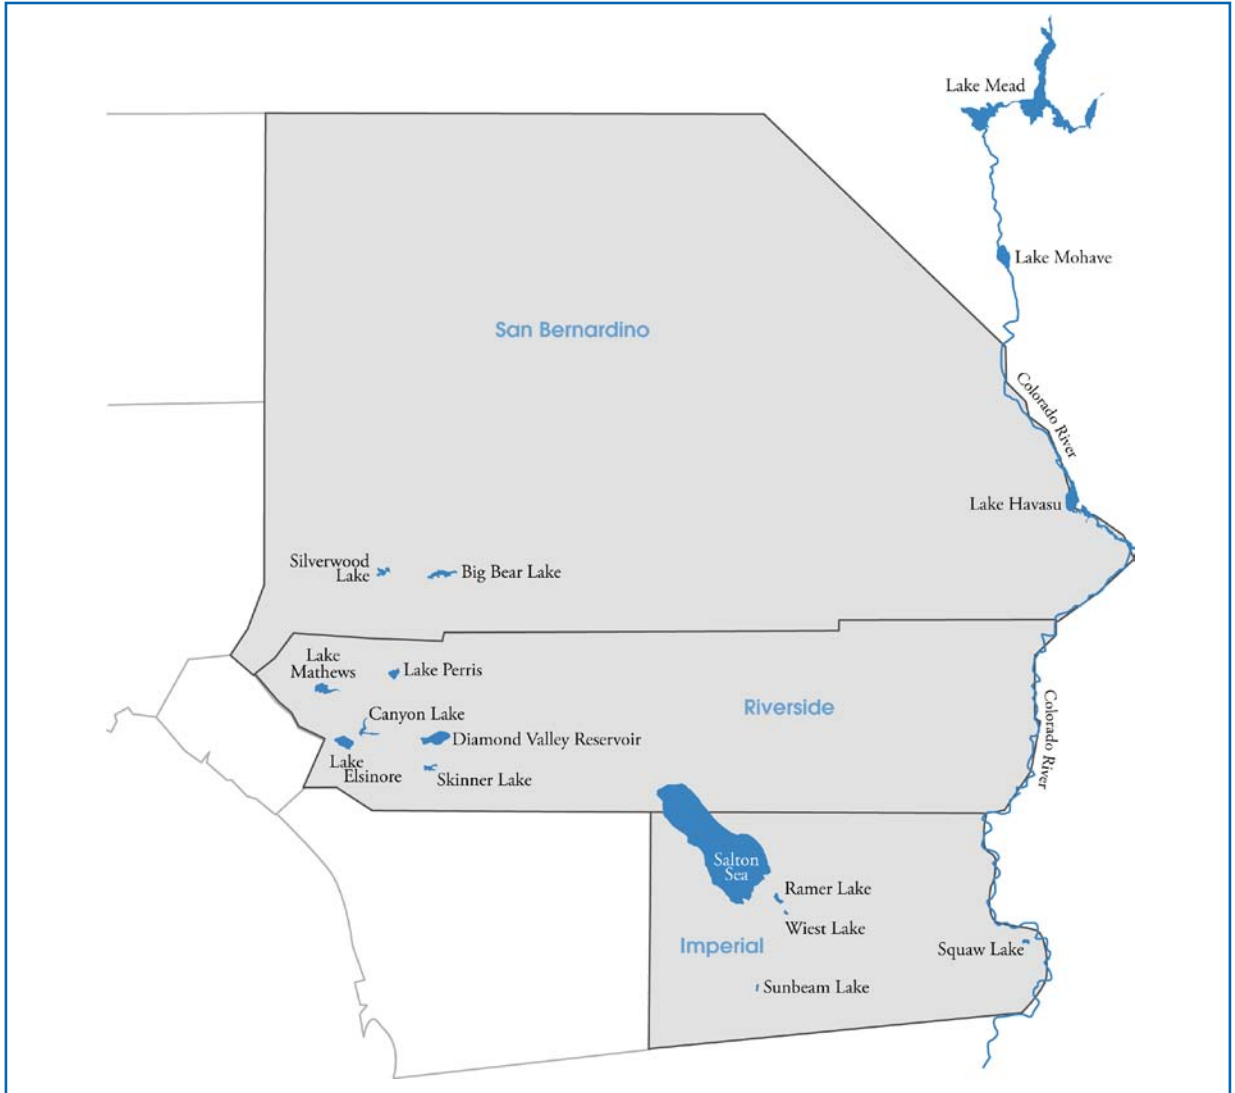 Lake Mead
Lake Mohave
San Bernardino
Colorado River
Lake Havasu
Silverwood
Lake
Big Bear Lake
Lake
Mathews
Lake Perris
Riverside
Colorado River
Canyon Lake
Diamond Valley Reservoir
Lake
Elsinore
Skinner Lake
Salton
Sea
Ramer Lake
Wiest Lake
Imperial
Squaw Lake
Sunbeam Lake